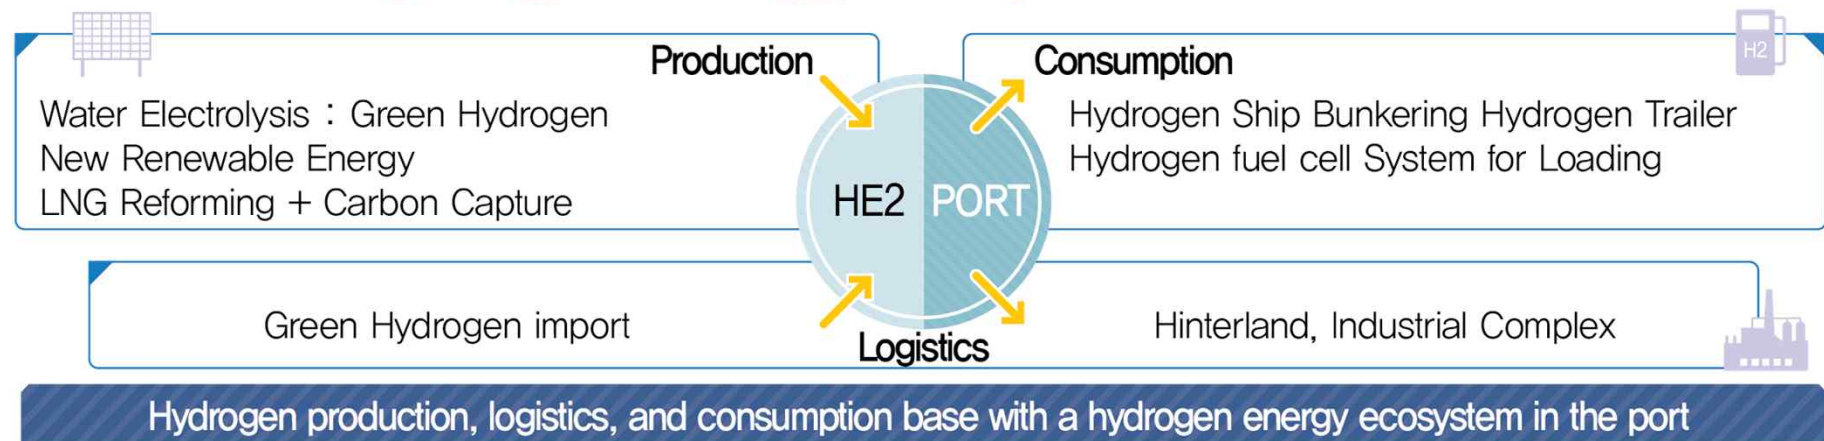 Production
Water Electrolysis : Green Hydrogen
New Renewable Energy
LNG Reforming + Carbon Capture
HE2 PORT
Consumption
H2
Hydrogen Ship Bunkering Hydrogen Trailer
Hydrogen fuel cell System for Loading
Green Hydrogen import
Logistics
Hinterland, Industrial Complex
Hydrogen production, logistics, and consumption base with a hydrogen energy ecosystem in the port